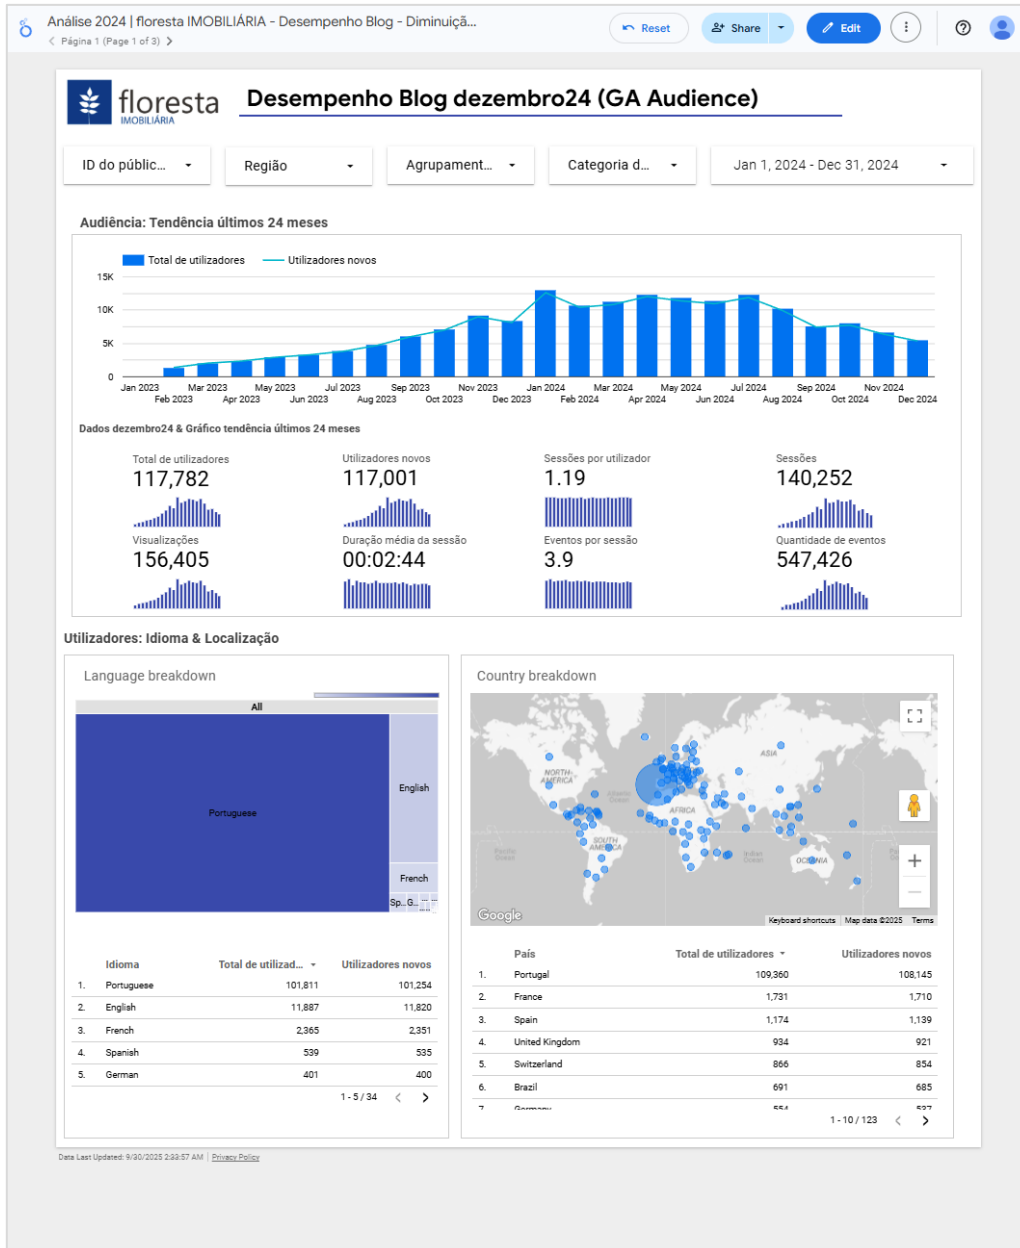 Análise 2024 | floresta IMOBILIÁRIA - Desempenho Blog - Diminuiçã...
Página 1 (Page 1 of 3)
Reset
Share
Edit
floresta
IMOBILIÁRIA
Desempenho Blog dezembro24 (GA Audience)
ID do públic...
Região
Agrupament...
Categoria d...
Jan 1, 2024 - Dec 31, 2024
Audiência: Tendência últimos 24 meses
Total de utilizadores
Utilizadores novos
15K
10K
5K
0
Jan 2023 Mar 2023 May 2023 Jul 2023 Sep 2023 Nov 2023 Jan 2024 Mar 2024 May 2024 Jul 2024 Sep 2024 Nov 2024
Feb 2023 Apr 2023 Jun 2023 Aug 2023 Oct 2023 Dec 2023 Feb 2024 Apr 2024 Jun 2024 Aug 2024 Oct 2024 Dec 2024
Dados dezembro24 & Gráfico tendência últimos 24 meses
Total de utilizadores Utilizadores novos Sessões por utilizador Sessões
117,782 117,001 1.19 140,252
Visualizações Duração média da sessão Eventos por sessão Quantidade de eventos
156,405 00:02:44 3.9 547,426
Utilizadores: Idioma & Localização
Language breakdown
All
Portuguese
English
French
Sp... G... ... ...
Idioma Total de utilizad... Utilizadores novos
1. Portuguese 101,811 101,254
2. English 11,887 11,820
3. French 2,365 2,351
4. Spanish 539 535
5. German 401 400
1 - 5 / 34
Country breakdown
NORTH AMERICA
ASIA
Atlantic Ocean
AFRICA
SOUTH AMERICA
Pacific Ocean
Indian Ocean
OCEANIA
Google
Keyboard shortcuts Map data ©2025 Terms
País Total de utilizadores Utilizadores novos
1. Portugal 109,360 108,145
2. France 1,731 1,710
3. Spain 1,174 1,139
4. United Kingdom 934 921
5. Switzerland 866 854
6. Brazil 691 685
7. Germany 554 537
1 - 10 / 123
Data Last Updated: 9/30/2025 2:33:57 AM | Privacy Policy